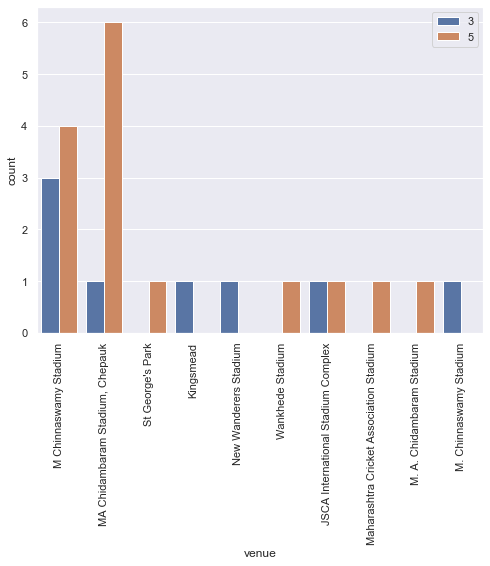 6
5
4
3
2
1
0
count
3
5
M Chinnaswamy Stadium
MA Chidambaram Stadium, Chepauk
St George's Park
Kingsmead
New Wanderers Stadium
Wankhede Stadium
JSCA International Stadium Complex
Maharashtra Cricket Association Stadium
M. A. Chidambaram Stadium
M. Chinnaswamy Stadium
venue